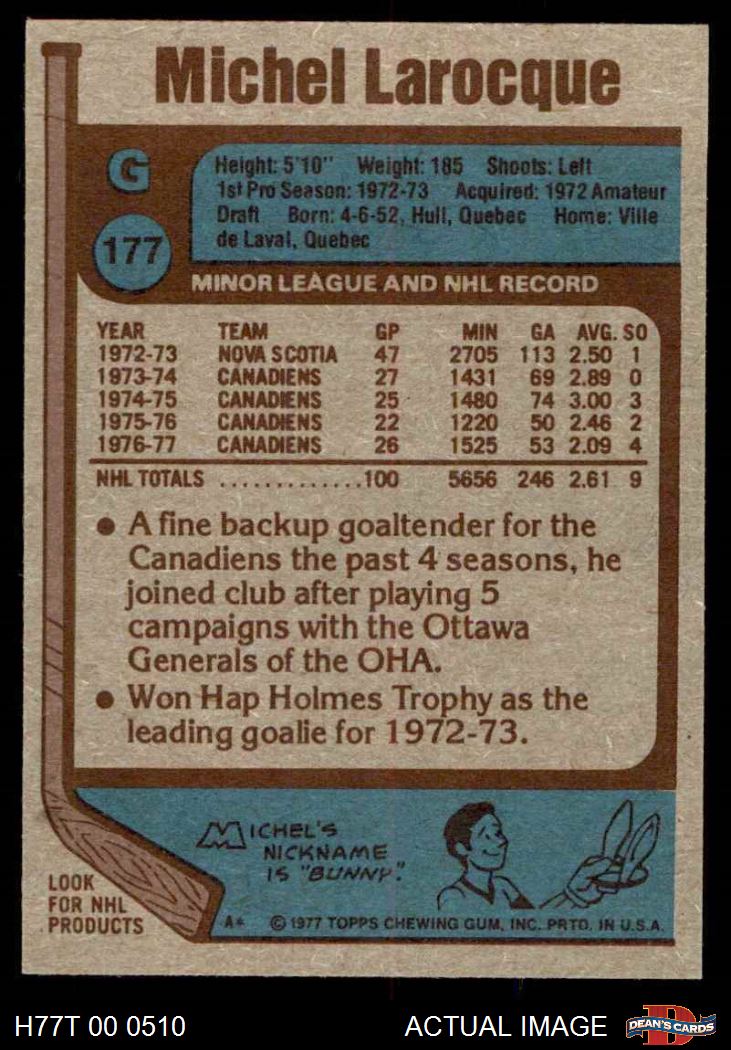 Michel Larocque
G
177
Height: 5'10" Weight: 185 Shoots: Left
1st Pro Season: 1972-73 Acquired: 1972 Amateur
Draft Born: 4-6-52, Hull, Quebec Home: Ville
de Laval, Quebec
MINOR LEAGUE AND NHL RECORD
YEAR TEAM GP MIN GA AVG. SO
1972-73 NOVA SCOTIA 47 2705 113 2.50 1
1973-74 CANADIENS 27 1431 69 2.89 0
1974-75 CANADIENS 25 1480 74 3.00 3
1975-76 CANADIENS 22 1220 50 2.46 2
1976-77 CANADIENS 26 1525 53 2.09 4
NHL TOTALS .............100 5656 246 2.61 9
● A fine backup goaltender for the
Canadiens the past 4 seasons, he
joined club after playing 5
campaigns with the Ottawa
Generals of the OHA.
● Won Hap Holmes Trophy as the
leading goalie for 1972-73.
MICHEL'S
NICKNAME
IS "BUNNY."
LOOK
FOR NHL
PRODUCTS
A* © 1977 TOPPS CHEWING GUM, INC. PRTD. IN U.S.A.
H77T 00 0510 ACTUAL IMAGE D DEAN'S CARDS